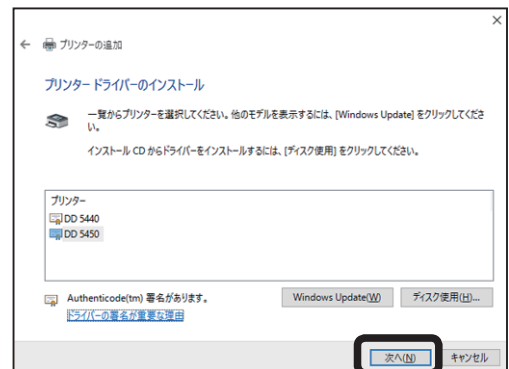 プリンターの追加
プリンター ドライバーのインストール
一覧からプリンターを選択してください。他のモデルを表示するには、[Windows Update] をクリックしてくださ
い。
インストール CD からドライバーをインストールするには、[ディスク使用] をクリックしてください。
プリンター
DD 5440
DD 5450
Authenticode(tm) 署名があります。
ドライバーの署名が重要な理由
Windows Update(W)
ディスク使用(H)...
次へ(N)
キャンセル